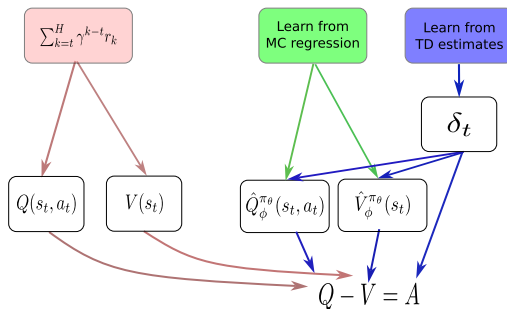 ∑_{k=t}^{H} γ^{k−t} r_k
Learn from
MC regression
Learn from
TD estimates
δ_t
Q(s_t, a_t)
V(s_t)
Q̂_ϕ^{π_θ}(s_t, a_t)
V̂_ϕ^{π_θ}(s_t)
Q − V = A